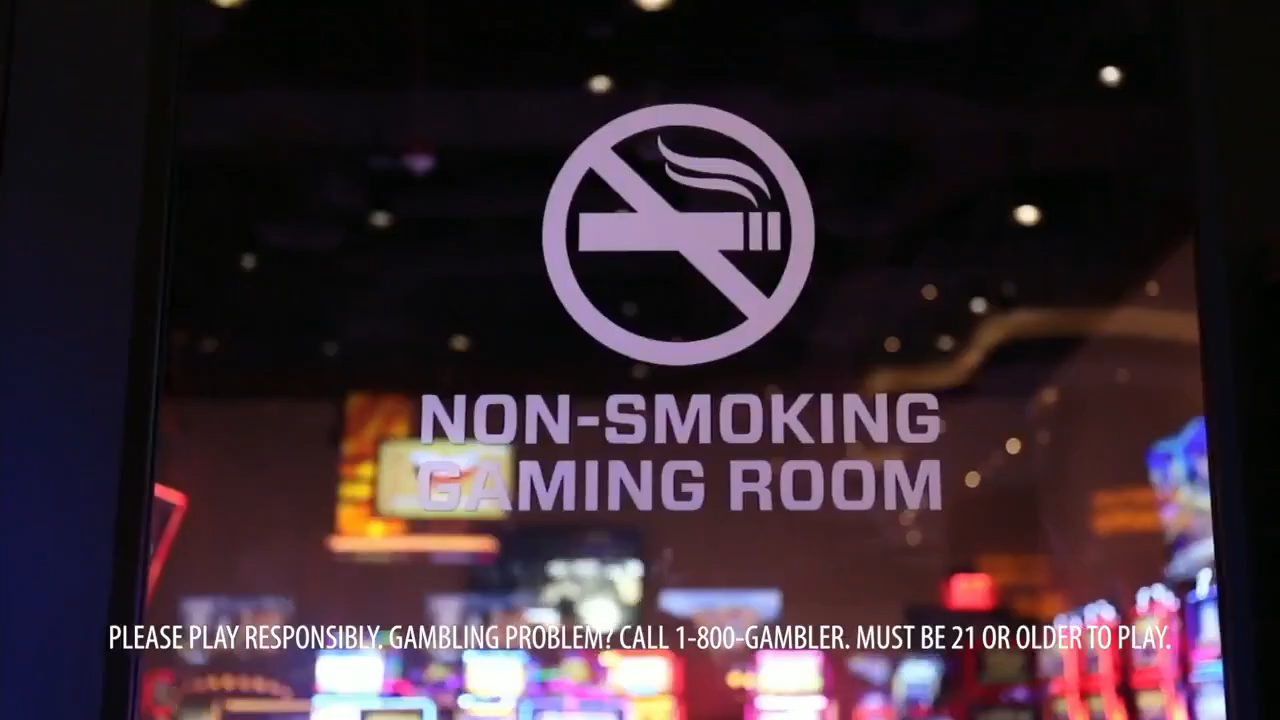 NON-SMOKING
GAMING ROOM
PLEASE PLAY RESPONSIBLY. GAMBLING PROBLEM? CALL 1-800-GAMBLER. MUST BE 21 OR OLDER TO PLAY.